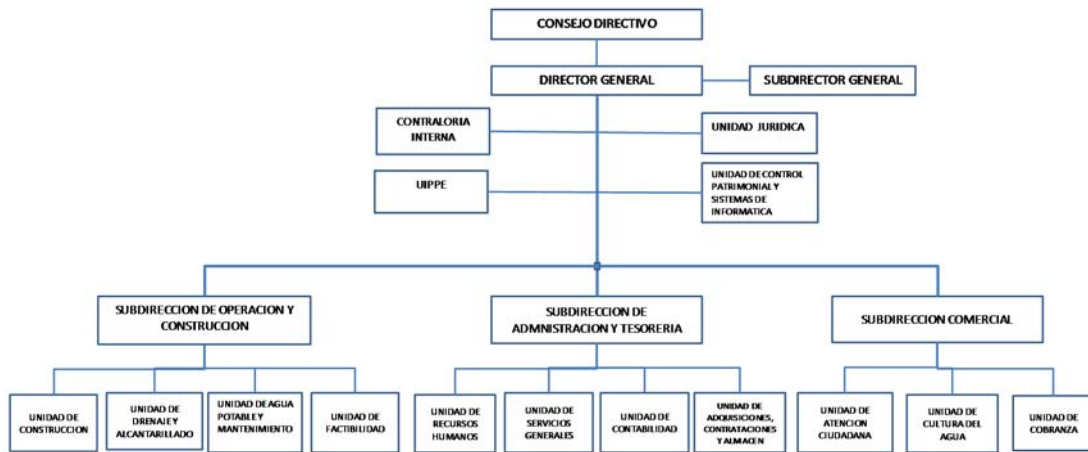 CONSEJO DIRECTIVO
DIRECTOR GENERAL
SUBDIRECTOR GENERAL
CONTRALORIA
INTERNA
UNIDAD JURIDICA
UIPPE
UNIDAD DE CONTROL
PATRIMONIAL Y
SISTEMAS DE
INFORMATICA
SUBDIRECCION DE OPERACION Y
CONSTRUCCION
SUBDIRECCION DE
ADMNISTRACION Y TESORERIA
SUBDIRECCION COMERCIAL
UNIDAD DE
CONSTRUCCION
UNIDAD DE
DRENAJE Y
ALCANTARILLADO
UNIDAD DE AGUA
POTABLE Y
MANTENIMIENTO
UNIDAD DE
FACTIBILIDAD
UNIDAD DE
RECURSOS
HUMANOS
UNIDAD DE
SERVICIOS
GENERALES
UNIDAD DE
CONTABILIDAD
UNIDAD DE
ADQUISICIONES,
CONTRATACIONES
Y ALMACEN
UNIDAD DE
ATENCION
CIUDADANA
UNIDAD DE
CULTURA DEL
AGUA
UNIDAD DE
COBRANZA